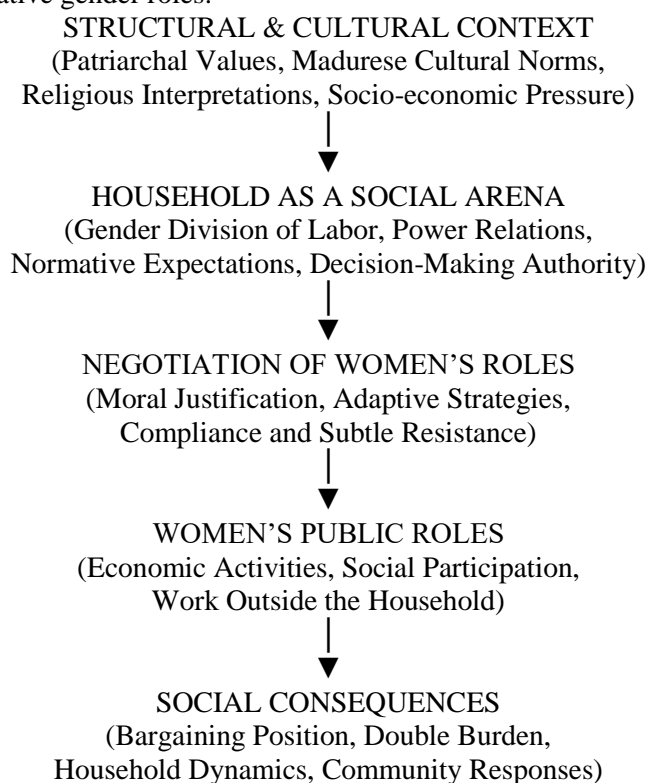 ative gender roles.
STRUCTURAL & CULTURAL CONTEXT
(Patriarchal Values, Madurese Cultural Norms,
Religious Interpretations, Socio-economic Pressure)
HOUSEHOLD AS A SOCIAL ARENA
(Gender Division of Labor, Power Relations,
Normative Expectations, Decision-Making Authority)
NEGOTIATION OF WOMEN’S ROLES
(Moral Justification, Adaptive Strategies,
Compliance and Subtle Resistance)
WOMEN’S PUBLIC ROLES
(Economic Activities, Social Participation,
Work Outside the Household)
SOCIAL CONSEQUENCES
(Bargaining Position, Double Burden,
Household Dynamics, Community Responses)